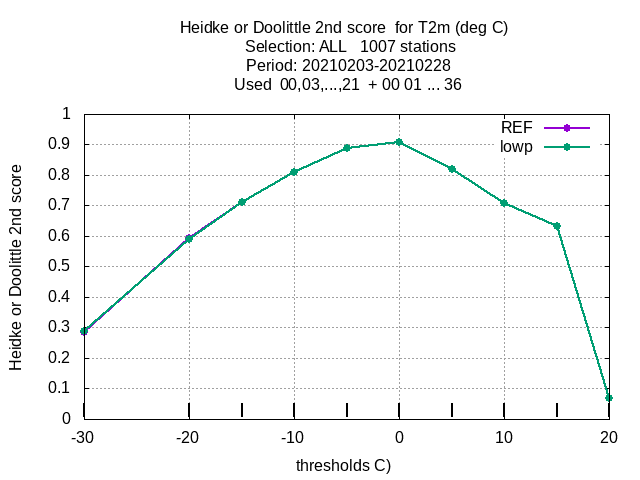 Heidke or Doolittle 2nd score  for T2m (deg C)
Selection: ALL   1007 stations
Period: 20210203-20210228
Used  00,03,...,21  + 00 01 ... 36
REF
lowp
1
0.9
0.8
0.7
0.6
0.5
0.4
0.3
0.2
0.1
0
Heidke or Doolittle 2nd score
-30 -20 -10 0 10 20
thresholds C)